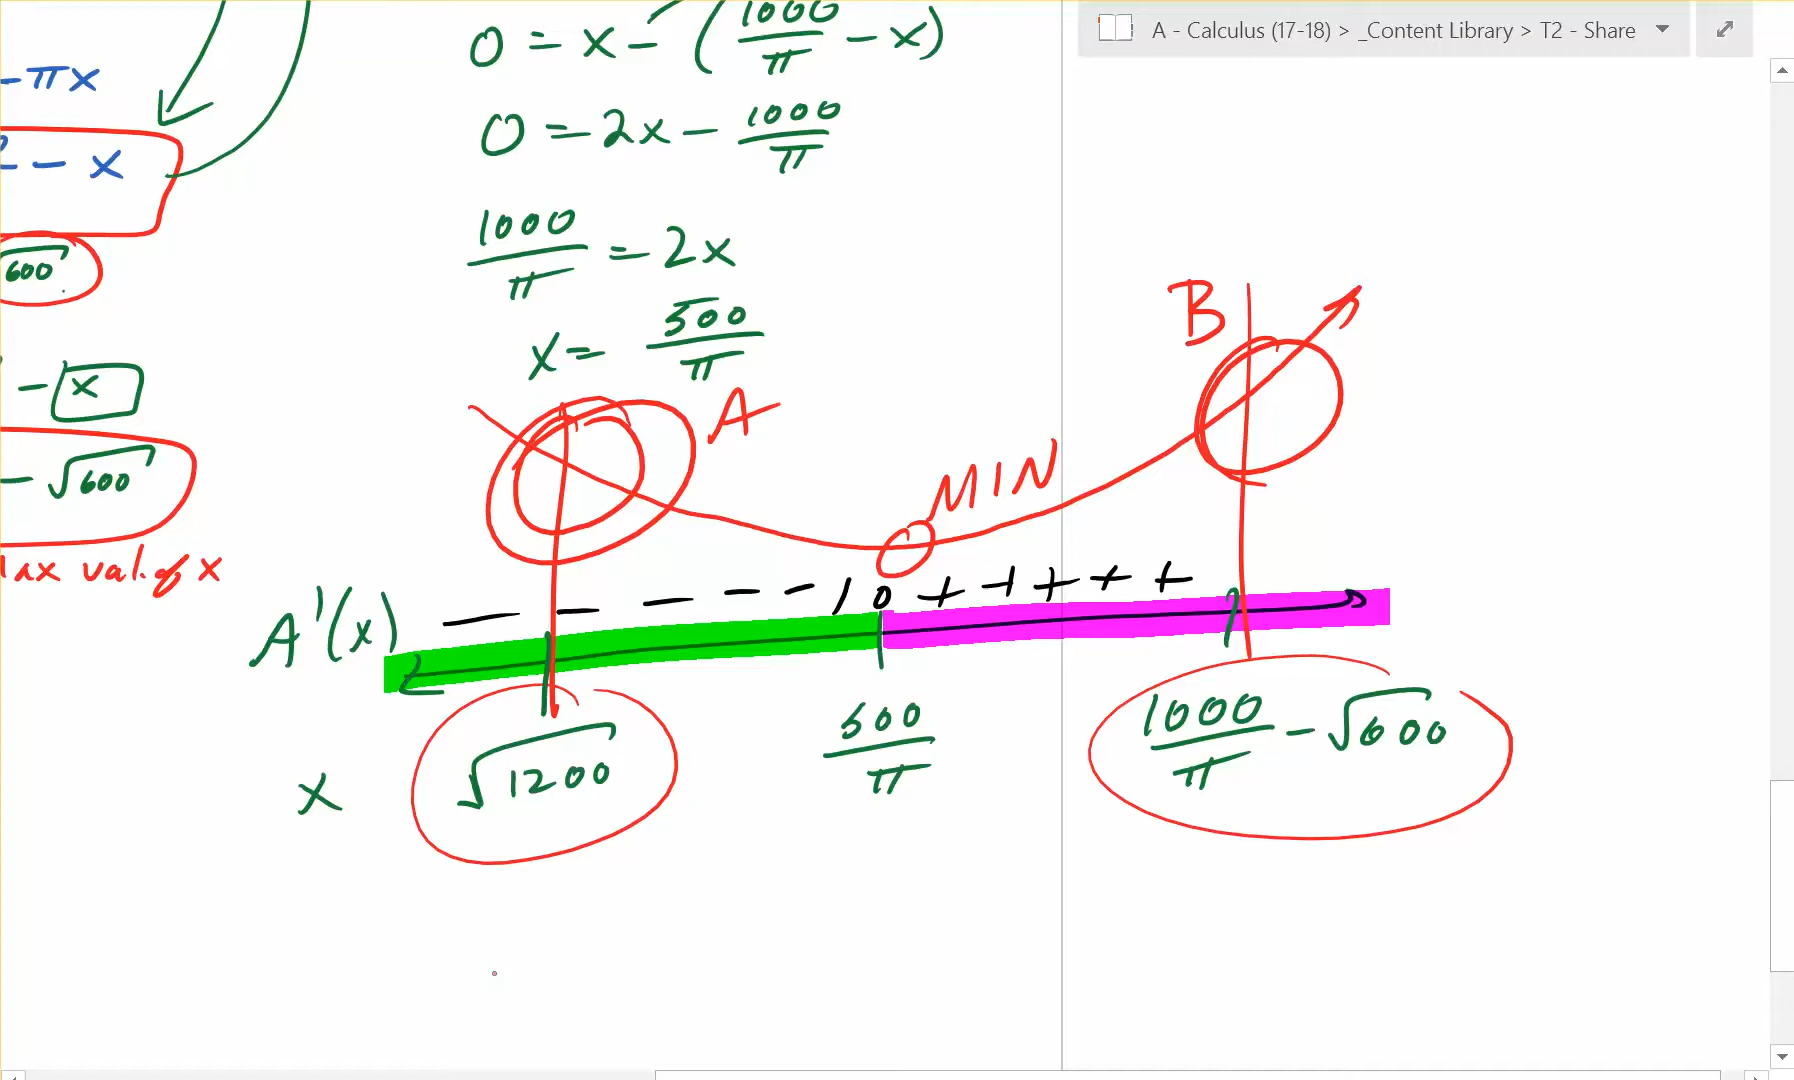 A - Calculus (17-18) > _Content Library > T2 - Share
-πx
- x
600
- x
- √600
val. of x
0 = x - (1000/π - x)
0 = 2x - 1000/π
1000/π = 2x
x = 500/π
A
B
MIN
A'(x)
- - - - - 0 + + + + +
x
√1200
500/π
1000/π - √600